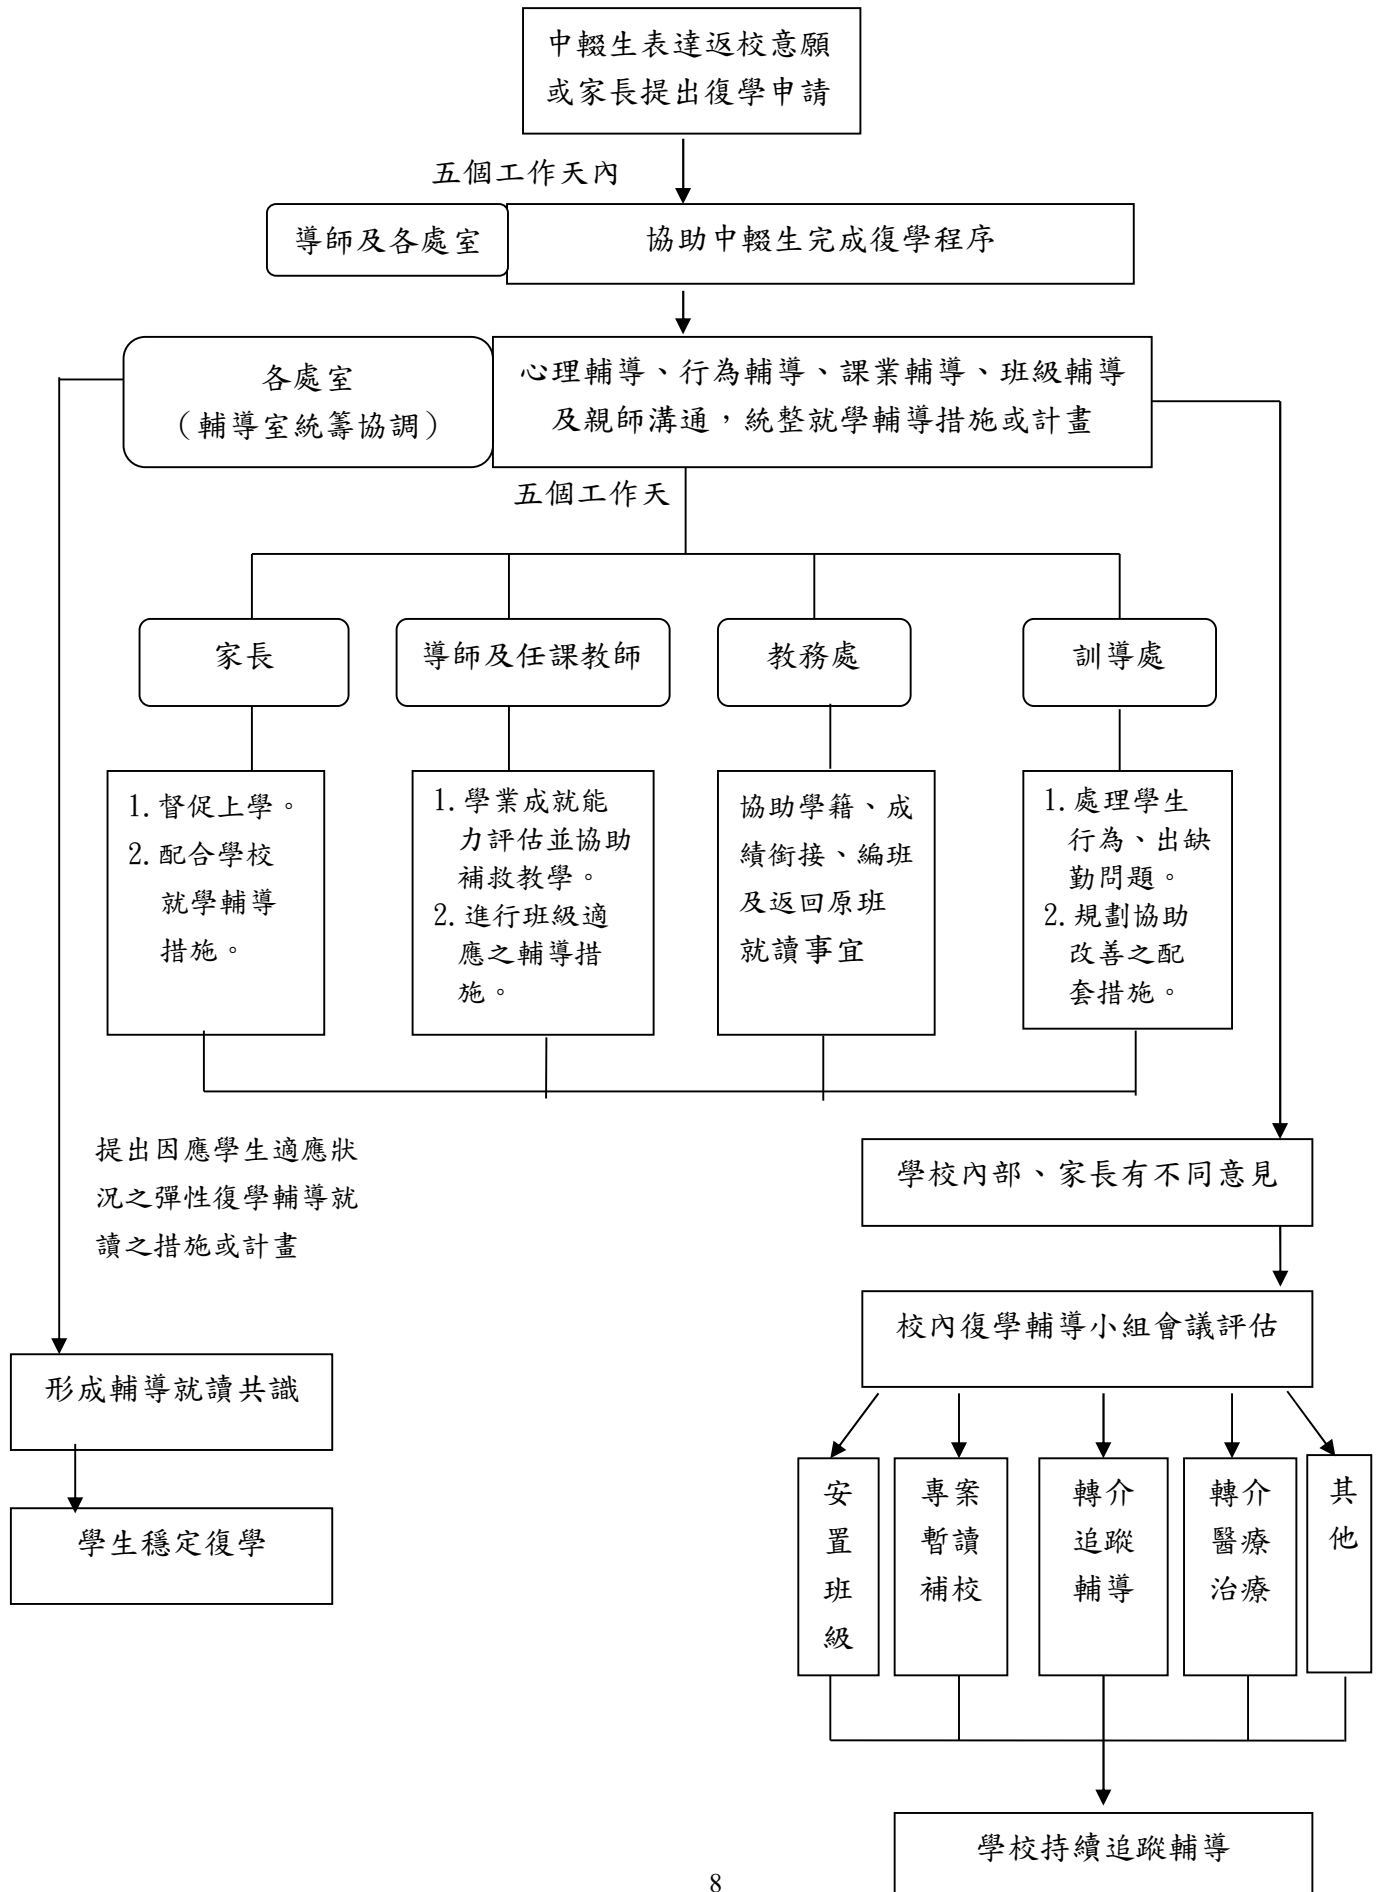 中輟生表達返校意願
或家長提出復學申請
五個工作天內
導師及各處室
協助中輟生完成復學程序
各處室
（輔導室統籌協調）
心理輔導、行為輔導、課業輔導、班級輔導
及親師溝通，統整就學輔導措施或計畫
五個工作天
家長
導師及任課教師
教務處
訓導處
1.督促上學。
2.配合學校
就學輔導
措施。
1.學業成就能
力評估並協助
補救教學。
2.進行班級適
應之輔導措
施。
協助學籍、成
績銜接、編班
及返回原班
就讀事宜
1.處理學生
行為、出缺
勤問題。
2.規劃協助
改善之配
套措施。
提出因應學生適應狀
況之彈性復學輔導就
讀之措施或計畫
學校內部、家長有不同意見
校內復學輔導小組會議評估
形成輔導就讀共識
學生穩定復學
安
置
班
級
專案
暫讀
補校
轉介
追蹤
輔導
轉介
醫療
治療
其
他
學校持續追蹤輔導
8